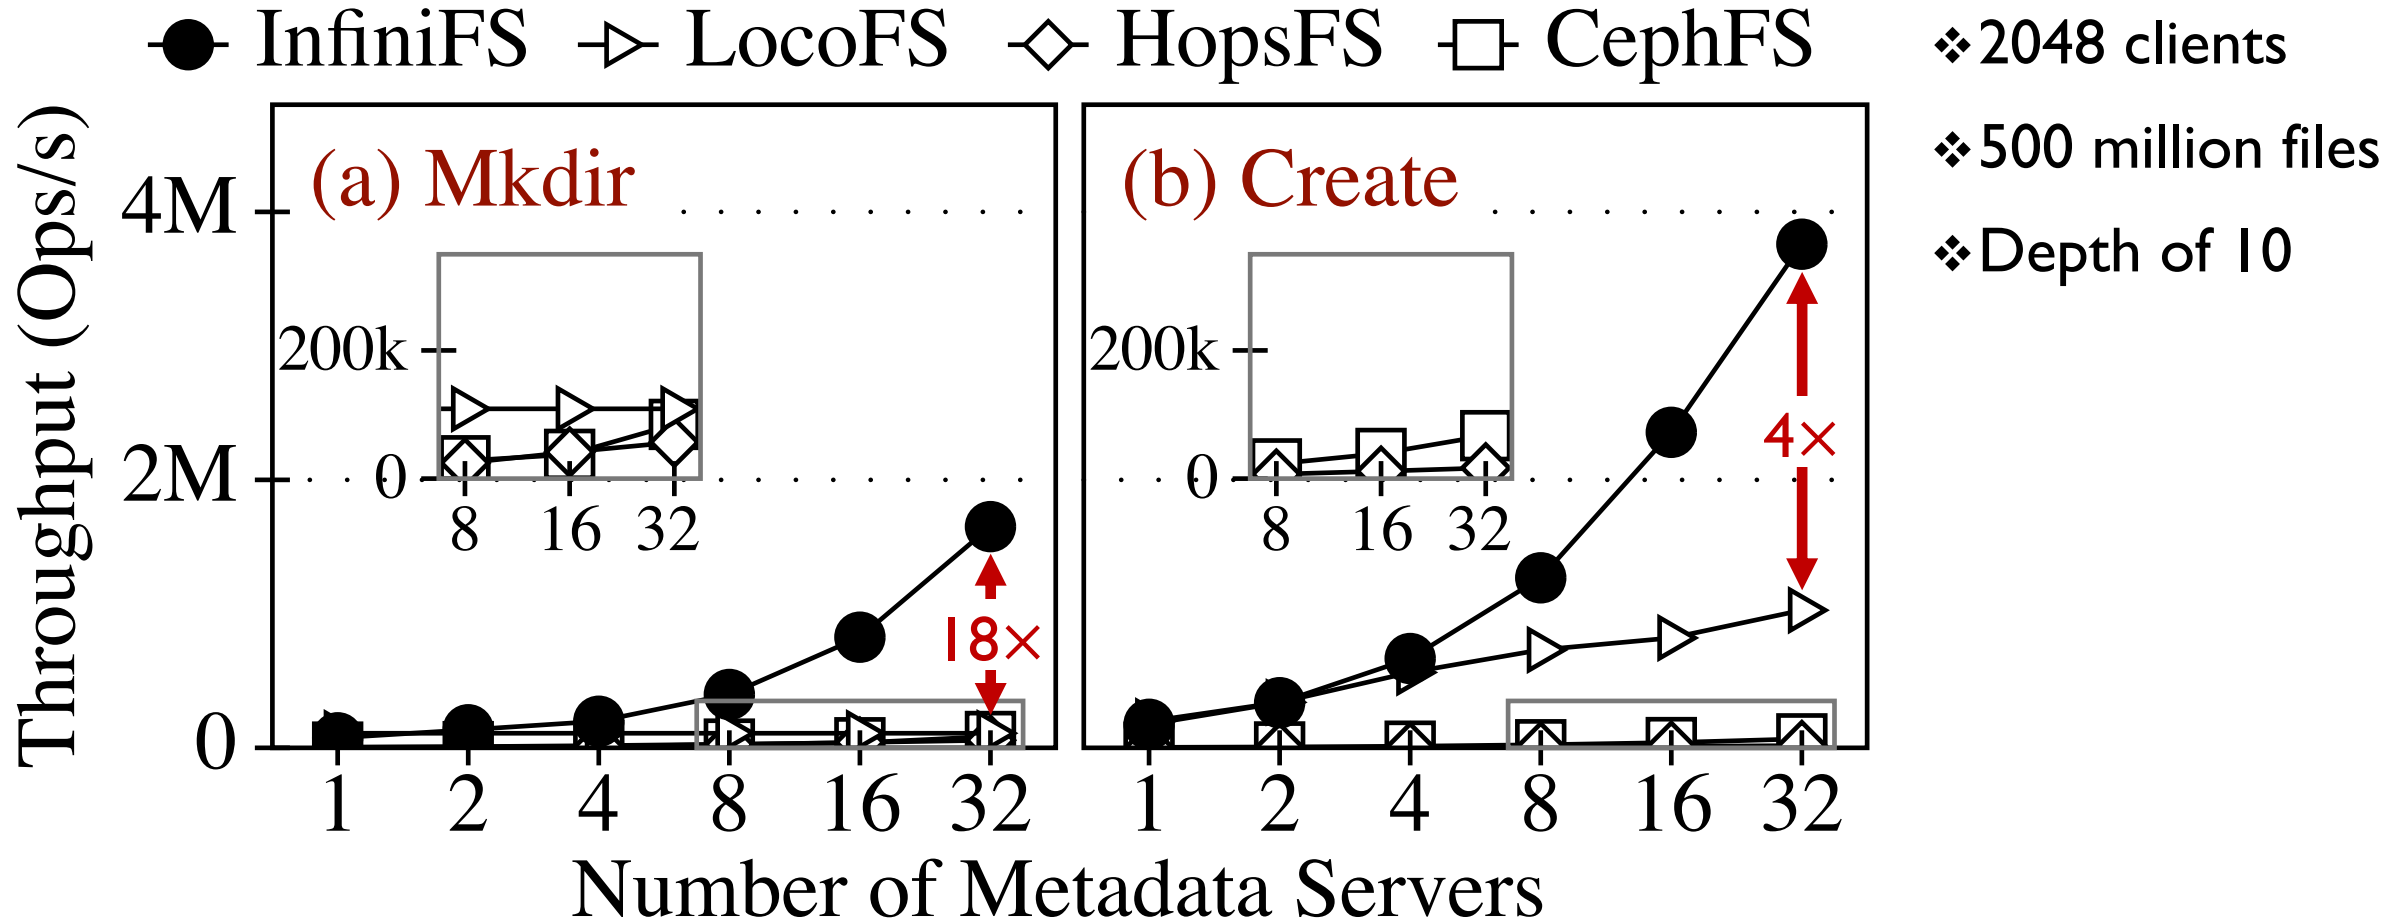 InfiniFS LocoFS HopsFS CephFS
❖2048 clients
❖500 million files
❖Depth of 10
Throughput (Ops/s)
4M
2M
0
(a) Mkdir
200k
0
8 16 32
18×
1 2 4 8 16 32
(b) Create
200k
0
8 16 32
4×
1 2 4 8 16 32
Number of Metadata Servers